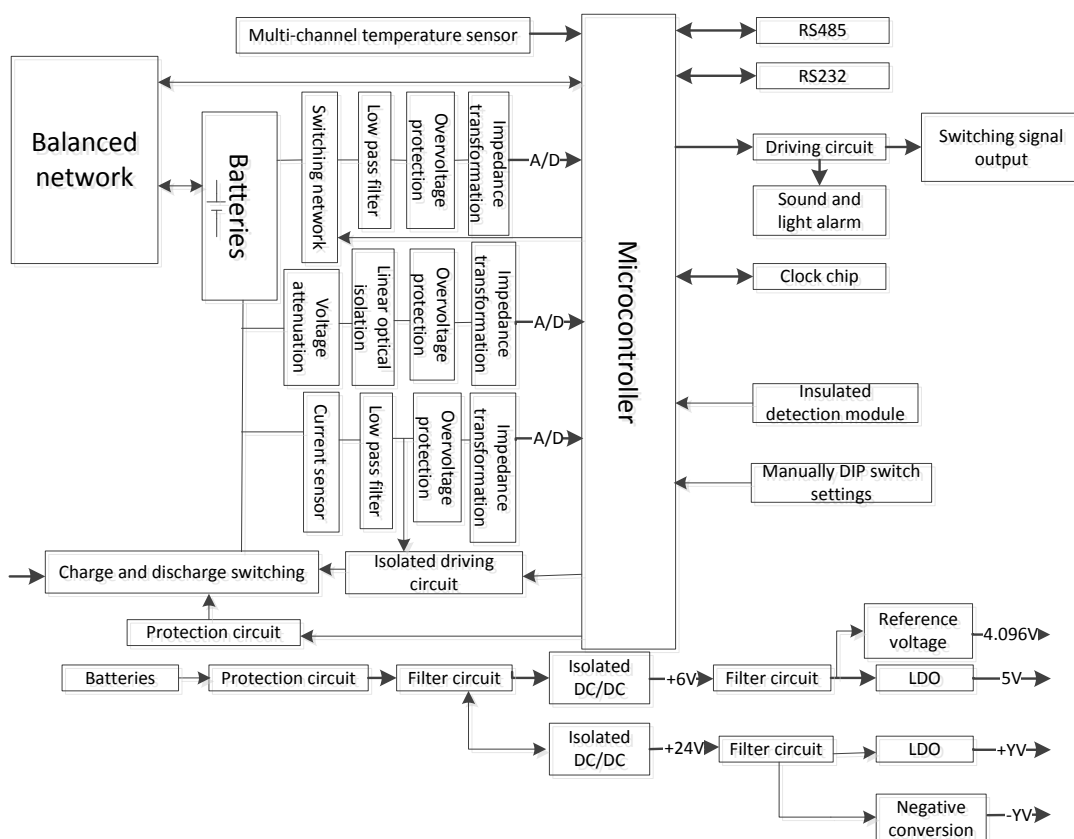 Multi-channel temperature sensor
RS485
RS232
Balanced
network
Batteries
Switching network
Low pass filter
Overvoltage
protection
Impedance
transformation
A/D
Microcontroller
Driving circuit
Switching signal
output
Sound and
light alarm
Voltage
attenuation
Linear optical
isolation
Overvoltage
protection
Impedance
transformation
A/D
Clock chip
Current sensor
Low pass filter
Overvoltage
protection
Impedance
transformation
A/D
Insulated
detection module
Manually DIP switch
settings
Charge and discharge switching
Isolated driving
circuit
Protection circuit
Batteries
Protection circuit
Filter circuit
Isolated
DC/DC
+6V
Filter circuit
Reference
voltage
4.096V
LDO
5V
Isolated
DC/DC
+24V
Filter circuit
LDO
+YV
Negative
conversion
-YV